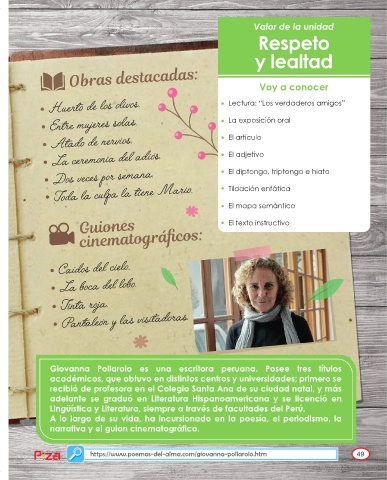 Valor de la unidad
Respeto
y lealtad
Voy a conocer
• Lectura: "Los verdaderos amigos"
• La exposición oral
• El artículo
• El adjetivo
• El diptongo, triptongo e hiato
• Tildación enfática
• El mapa semántico
• El texto instructivo
Obras destacadas:
• Huerto de los olivos.
• Entre mujeres solas.
• Atado de nervios.
• La ceremonia del adios.
• Dos veces por semana.
• Toda la culpa la tiene Mario.
Guiones
cinematográficos:
• Caidos del cielo.
• La boca del lobo.
• Tinta roja.
• Pantaleón y las visitadoras.
Giovanna Pollarolo es una escritora peruana. Posee tres títulos
académicos, que obtuvo en distintos centros y universidades; primero se
recibió de profesora en el Colegio Santa Ana de su ciudad natal, y más
adelante se graduó en Literatura Hispanoamericana y se licenció en
Lingüística y Literatura, siempre a través de facultades del Perú.
A lo largo de su vida, ha incursionado en la poesía, el periodismo, la
narrativa y el guion cinematográfico.
P'za
https://www.poemas-del-alma.com/giovanna-pollarolo.htm
49